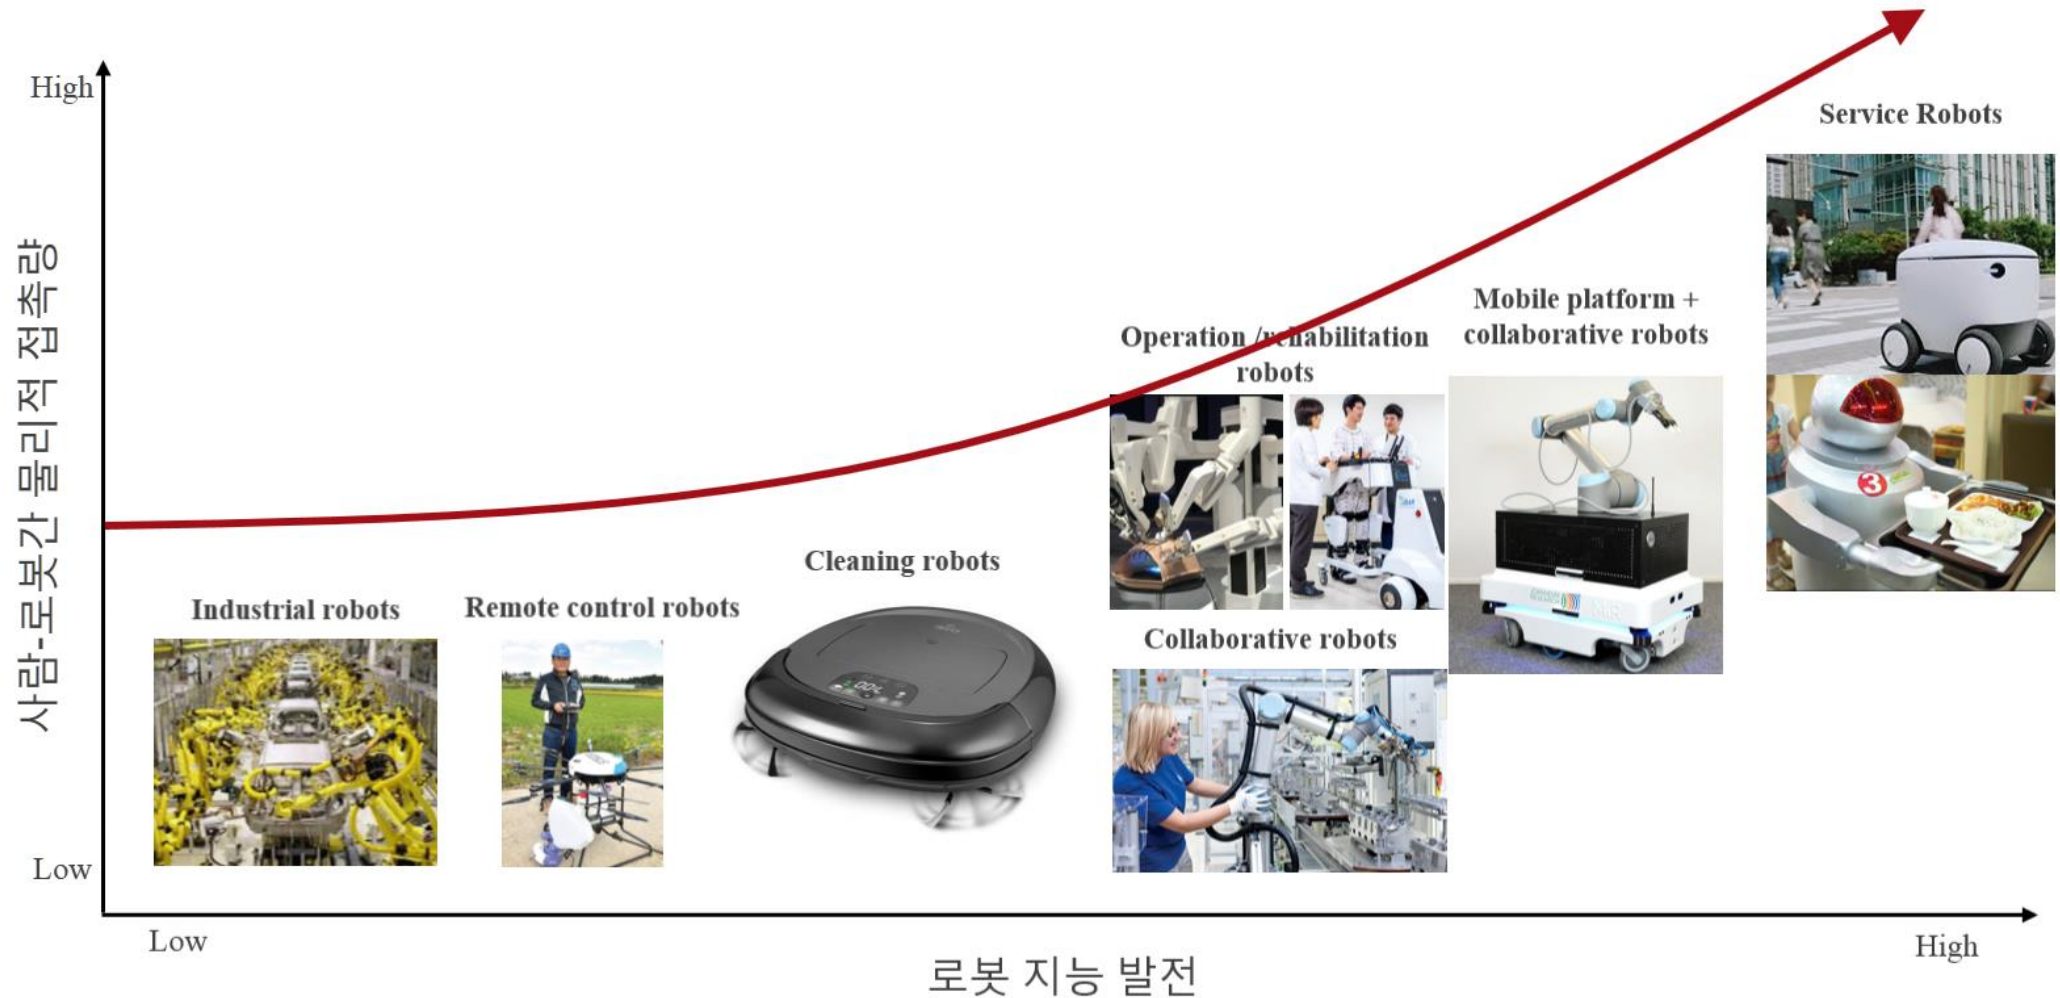 High
Service Robots
Mobile platform +
collaborative robots
Operation /rehabilitation
robots
Cleaning robots
Industrial robots
Remote control robots
Collaborative robots
사람-로봇간 물리적 접촉량
3
Low
Low
High
로봇 지능 발전